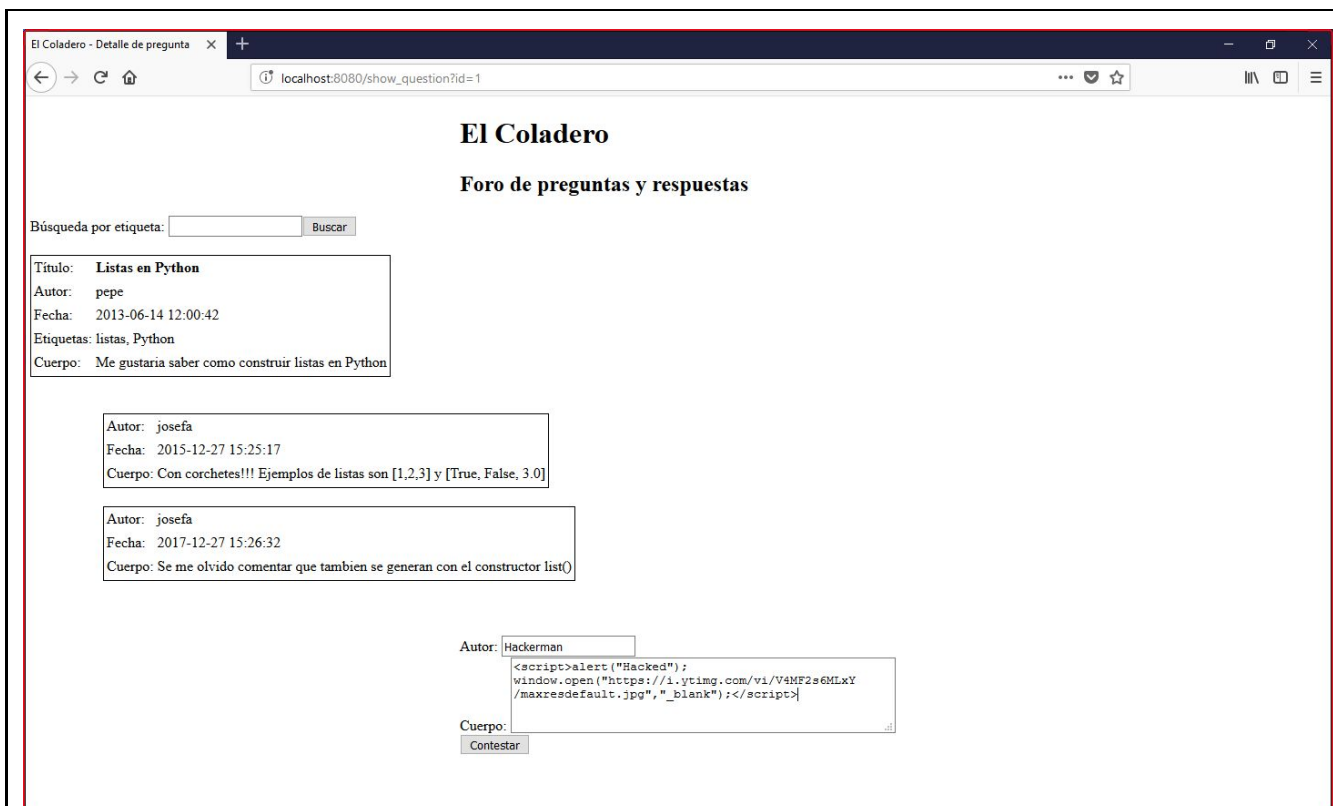 El Coladero - Detalle de pregunta
localhost:8080/show_question?id=1
El Coladero
Foro de preguntas y respuestas
Búsqueda por etiqueta: Buscar
Título: Listas en Python
Autor: pepe
Fecha: 2013-06-14 12:00:42
Etiquetas: listas, Python
Cuerpo: Me gustaria saber como construir listas en Python
Autor: josefa
Fecha: 2015-12-27 15:25:17
Cuerpo: Con corchetes!!! Ejemplos de listas son [1,2,3] y [True, False, 3.0]
Autor: josefa
Fecha: 2017-12-27 15:26:32
Cuerpo: Se me olvido comentar que tambien se generan con el constructor list()
Autor: Hackerman
<script>alert("Hacked");
window.open("https://i.ytimg.com/vi/V4MF2s6MLxY
/maxresdefault.jpg","_blank");</script>
Cuerpo:
Contestar